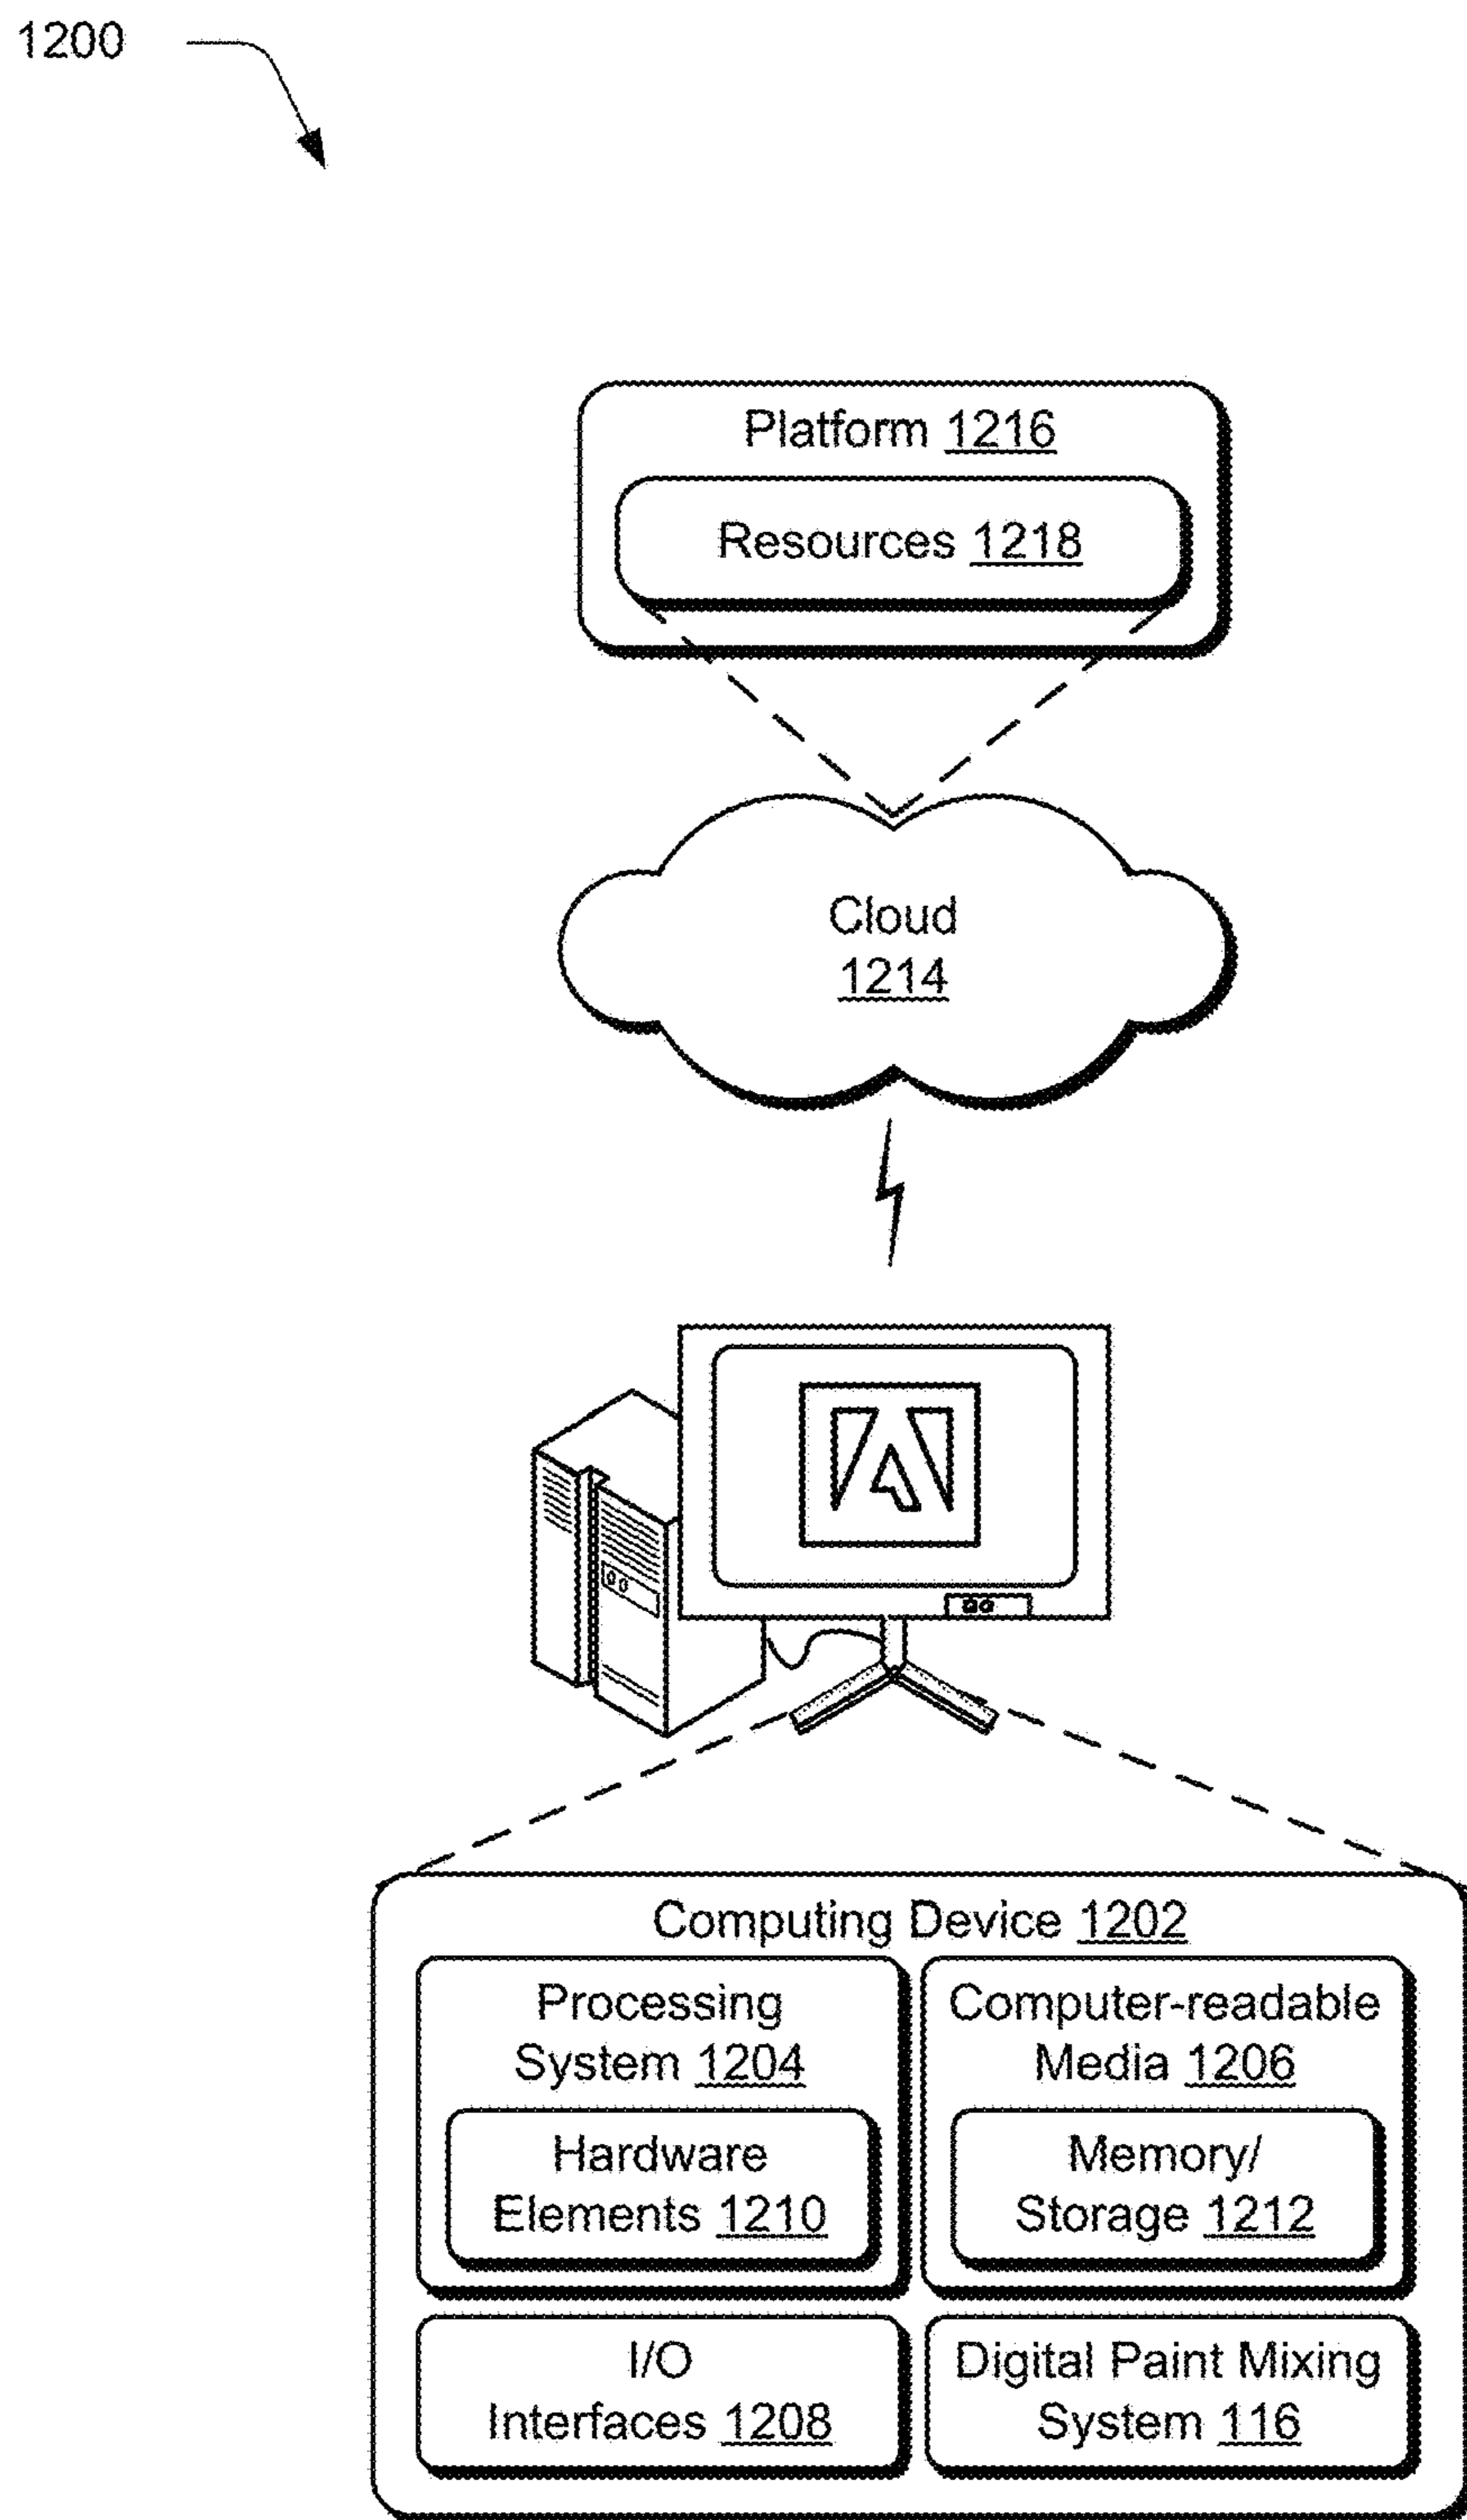 1200
Platform 1216
Resources 1218
Cloud
1214
Computing Device 1202
Processing
System 1204
Hardware
Elements 1210
Computer-readable
Media 1206
Memory/
Storage 1212
I/O
Interfaces 1208
Digital Paint Mixing
System 116